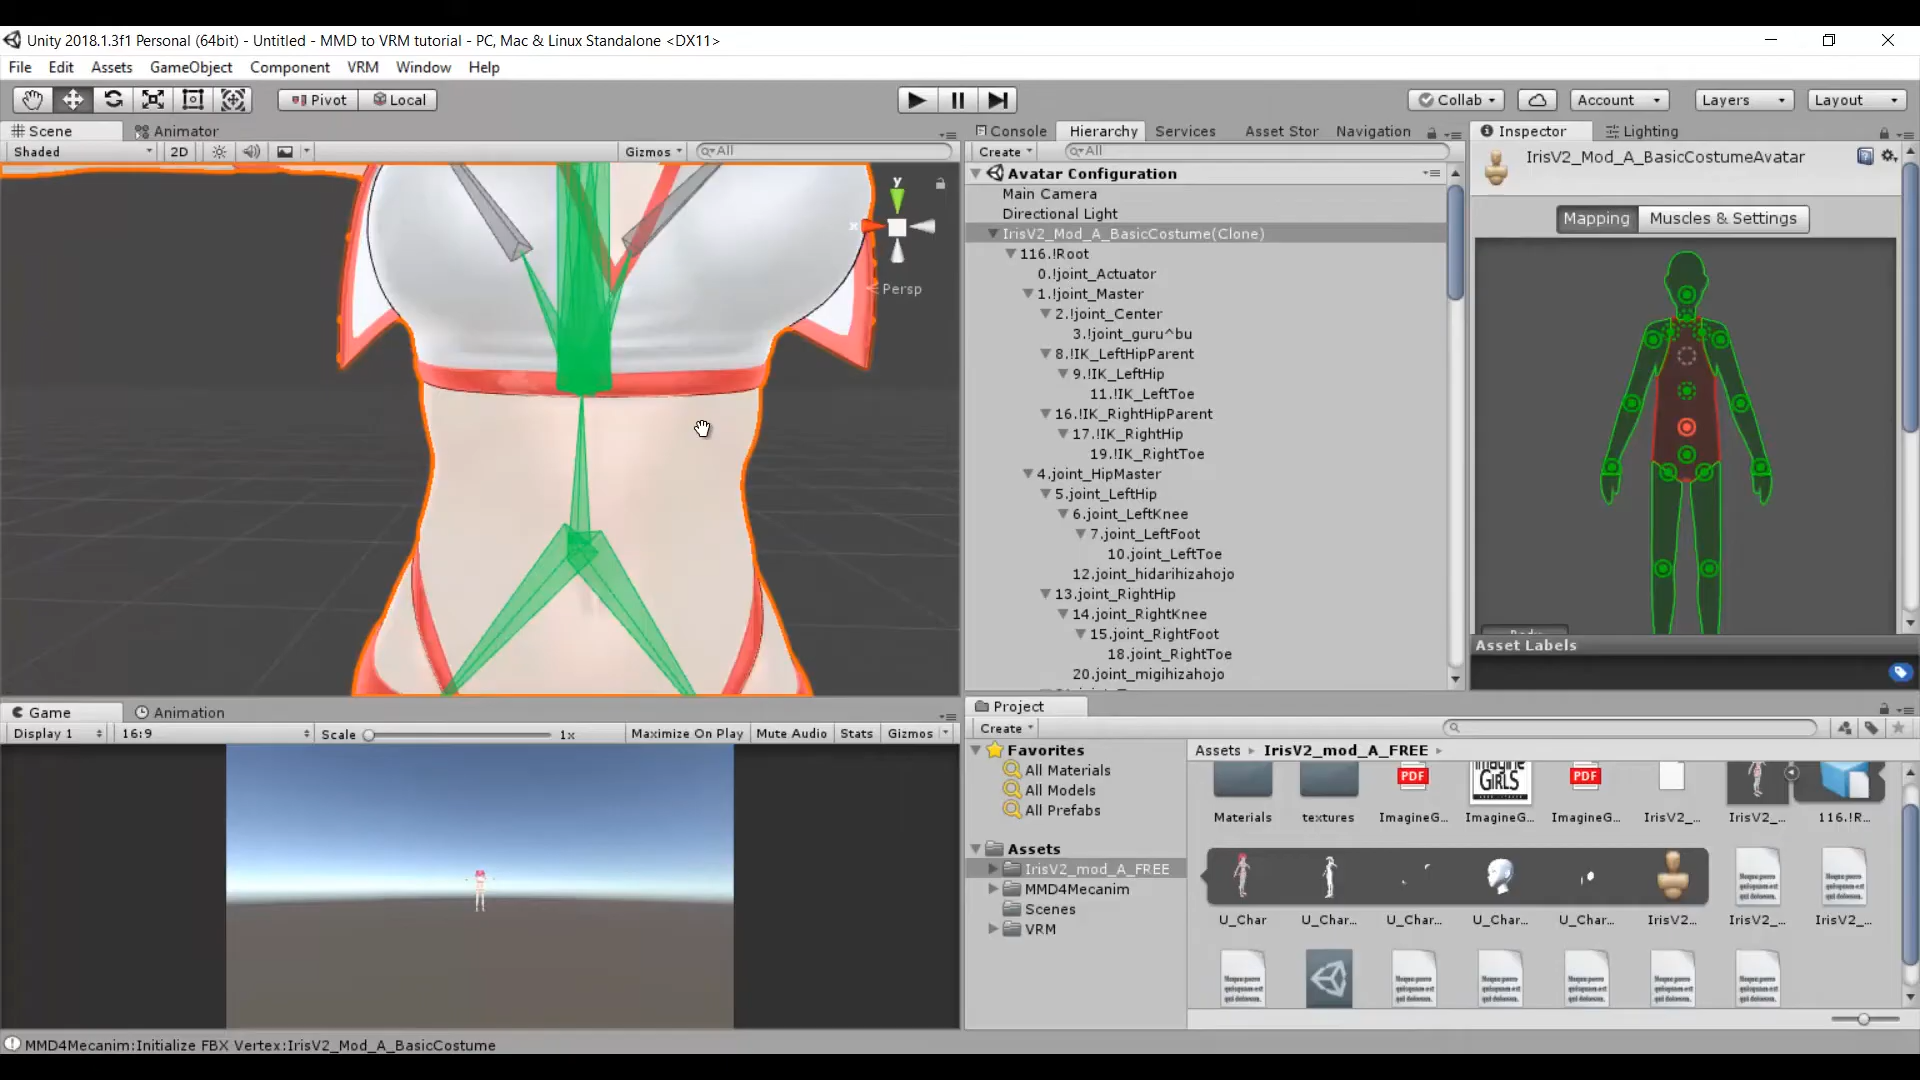 Unity 2018.1.3f1 Personal (64bit) - Untitled - MMD to VRM tutorial - PC, Mac & Linux Standalone <DX11>
File Edit Assets GameObject Component VRM Window Help
Pivot Local Collab Account Layers Layout
Scene Animator
Shaded 2D Gizmos All
y
x
Persp
Console Hierarchy Services Asset Stor Navigation
Create All
Avatar Configuration
Main Camera
Directional Light
IrisV2_Mod_A_BasicCostume(Clone)
116.!Root
0.!joint_Actuator
1.!joint_Master
2.!joint_Center
3.!joint_guru^bu
8.!IK_LeftHipParent
9.!IK_LeftHip
11.!IK_LeftToe
16.!IK_RightHipParent
17.!IK_RightHip
19.!IK_RightToe
4.joint_HipMaster
5.joint_LeftHip
6.joint_LeftKnee
7.joint_LeftFoot
10.joint_LeftToe
12.joint_hidarihizahojo
13.joint_RightHip
14.joint_RightKnee
15.joint_RightFoot
18.joint_RightToe
20.joint_migihizahojo
Inspector Lighting
IrisV2_Mod_A_BasicCostumeAvatar
Mapping Muscles & Settings
Asset Labels
Game Animation
Display 1 16:9 Scale 1x Maximize On Play Mute Audio Stats Gizmos
Project
Create
Favorites
All Materials
All Models
All Prefabs
Assets
IrisV2_mod_A_FREE
MMD4Mecanim
Scenes
VRM
Assets IrisV2_mod_A_FREE
PDF GIRLS PDF
Materials textures ImagineG... ImagineG... ImagineG... IrisV2_... IrisV2_... 116.!R...
U_Char U_Char... U_Char... U_Char... U_Char... IrisV2... IrisV2_... IrisV2_...
MMD4Mecanim:Initialize FBX Vertex:IrisV2_Mod_A_BasicCostume